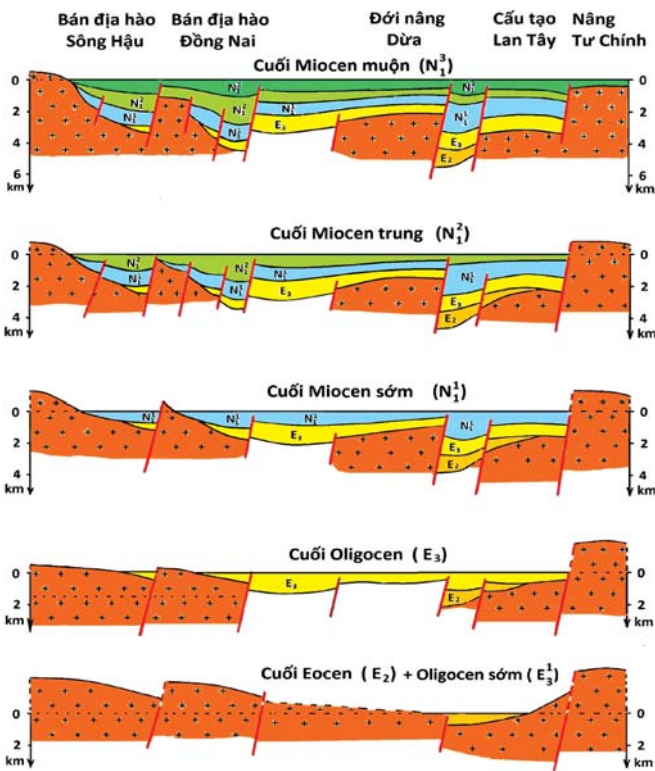 Bán địa hào
Sông Hậu
Bán địa hào
Đồng Nai
Đới nâng
Dừa
Cấu tạo
Lan Tây
Nâng
Tư Chính
Cuối Miocen muộn (N₁³)
0
2
4
6
km
N₁³
N₁²
N₁¹
N₁²
N₁¹
N₁³
N₁²
N₁¹
E₃
N₁³
N₁¹
E₃
E₂
0
2
4
6
km
Cuối Miocen trung (N₁²)
0
2
4
km
N₁²
N₁¹
N₁²
N₁¹
N₁¹
E₃
N₁¹
E₃
E₂
0
2
4
km
Cuối Miocen sớm (N₁¹)
0
2
4
km
N₁¹
N₁¹
N₁¹
E₃
N₁¹
E₃
E₂
0
2
4
km
Cuối Oligocen ( E₃)
0
2
km
E₃
E₂
0
2
km
Cuối Eocen ( E₂) + Oligocen sớm ( E₃¹)
0
2
km
0
2
km